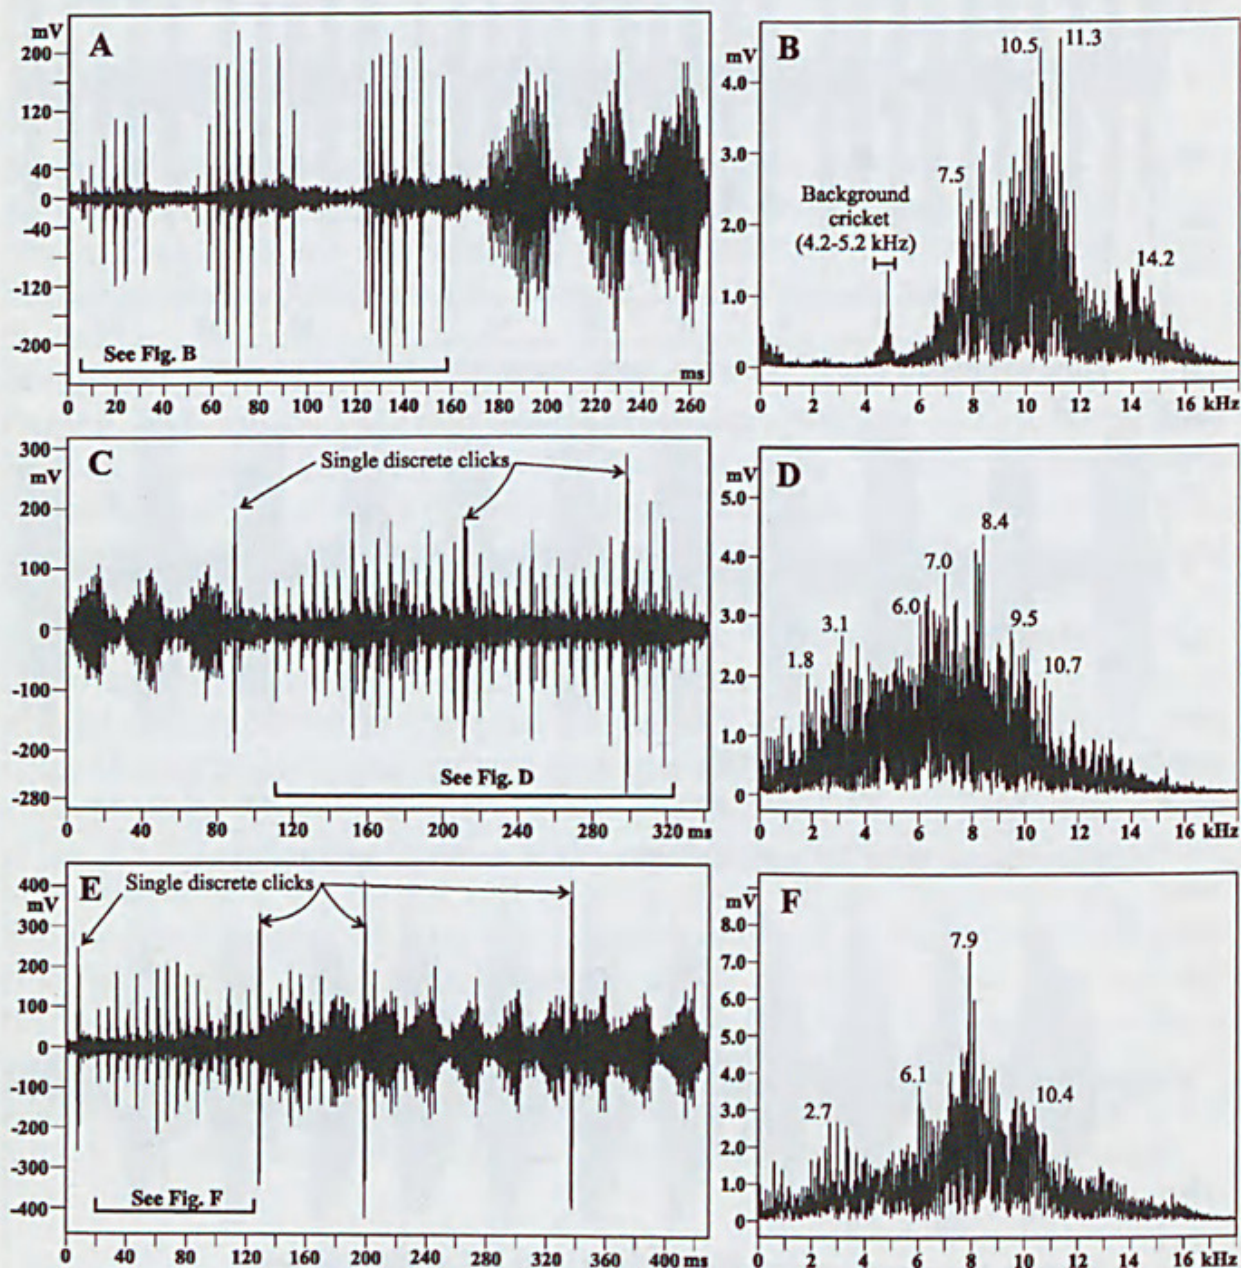 A
mV
200
120
40
0
-40
-120
-200
See Fig. B
ms
0 20 40 60 80 100 120 140 160 180 200 220 240 260
B
mV
4.0
3.0
2.0
1.0
0
10.5
11.3
7.5
Background
cricket
(4.2-5.2 kHz)
14.2
0 2 4 6 8 10 12 14 16 kHz
C
300
mV
200
100
0
-100
-200
-280
Single discrete clicks
See Fig. D
0 40 80 120 160 200 240 280 320 ms
D
mV
5.0
4.0
3.0
2.0
1.0
0
8.4
7.0
6.0
9.5
3.1
10.7
1.8
0 2 4 6 8 10 12 14 16 kHz
E
400
mV
300
200
100
0
-100
-200
-300
-400
Single discrete clicks
See Fig. F
0 40 80 120 160 200 240 280 320 360 400 ms
F
8.0
7.0
6.0
5.0
4.0
3.0
2.0
1.0
0
7.9
6.1
10.4
2.7
0 2 4 6 8 10 12 14 16 kHz